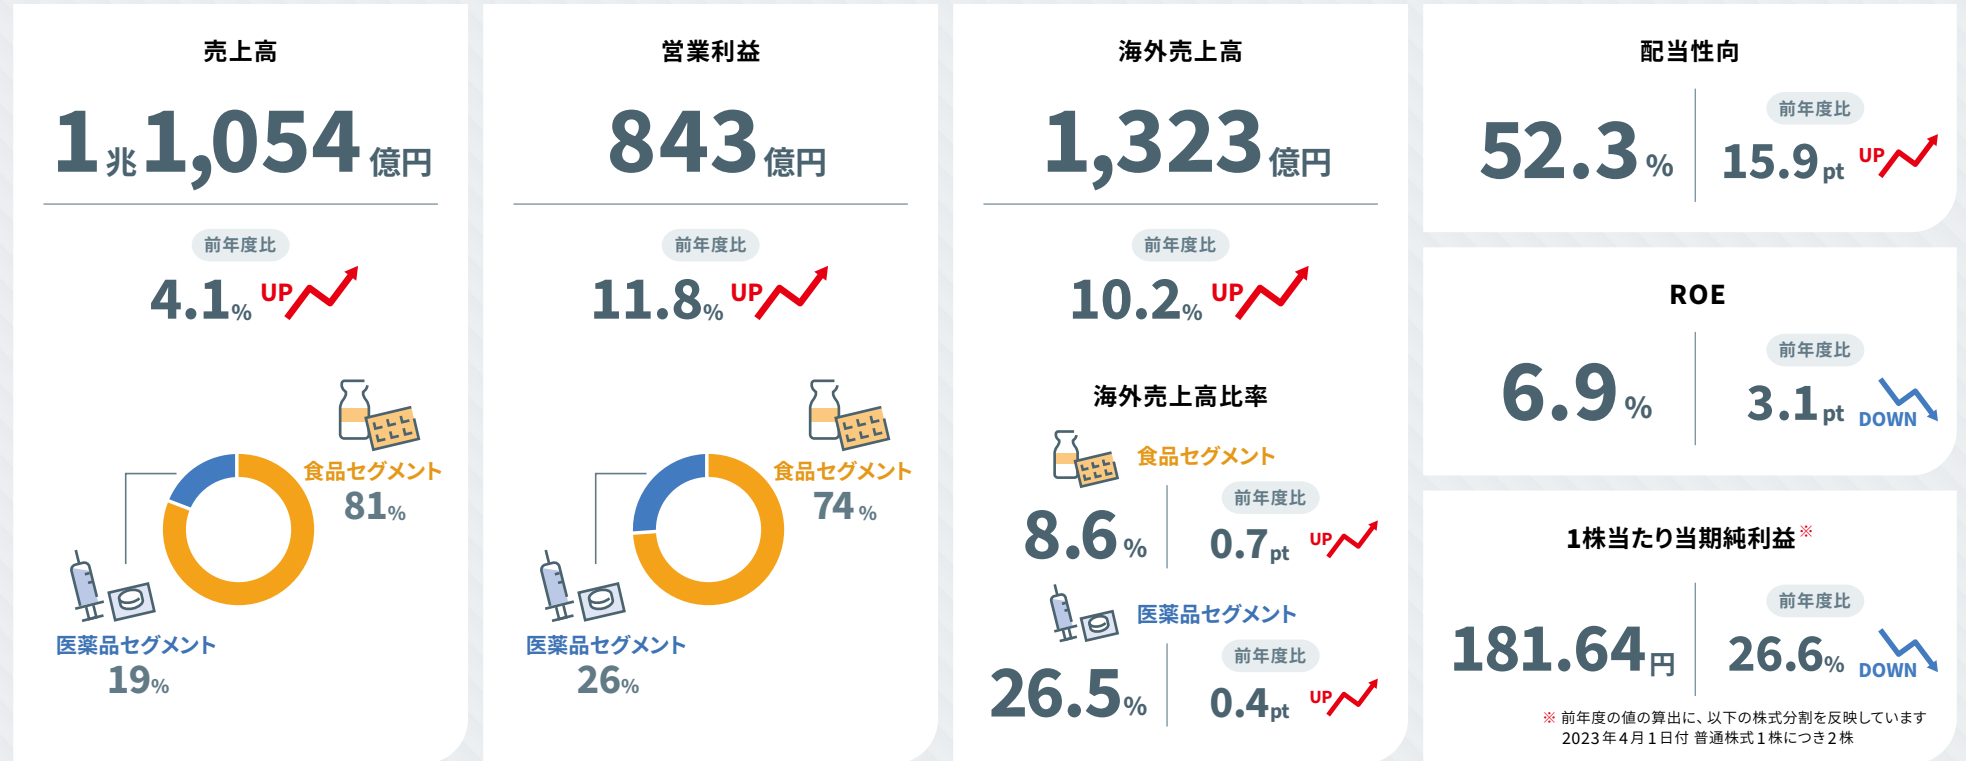 売上高
1兆1,054億円
前年度比
4.1% UP
食品セグメント
81%
医薬品セグメント
19%
営業利益
843億円
前年度比
11.8% UP
食品セグメント
74%
医薬品セグメント
26%
海外売上高
1,323億円
前年度比
10.2% UP
海外売上高比率
食品セグメント
8.6%
前年度比
0.7pt UP
医薬品セグメント
26.5%
前年度比
0.4pt UP
配当性向
52.3%
前年度比
15.9pt UP
ROE
6.9%
前年度比
3.1pt DOWN
1株当たり当期純利益※
181.64円
前年度比
26.6% DOWN
※ 前年度の値の算出に、以下の株式分割を反映しています
2023年4月1日付 普通株式1株につき2株